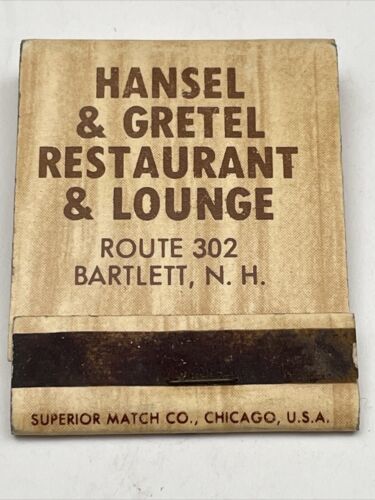 HANSEL
& GRETEL
RESTAURANT
& LOUNGE
ROUTE 302
BARTLETT, N. H.
SUPERIOR MATCH CO., CHICAGO, U.S.A.